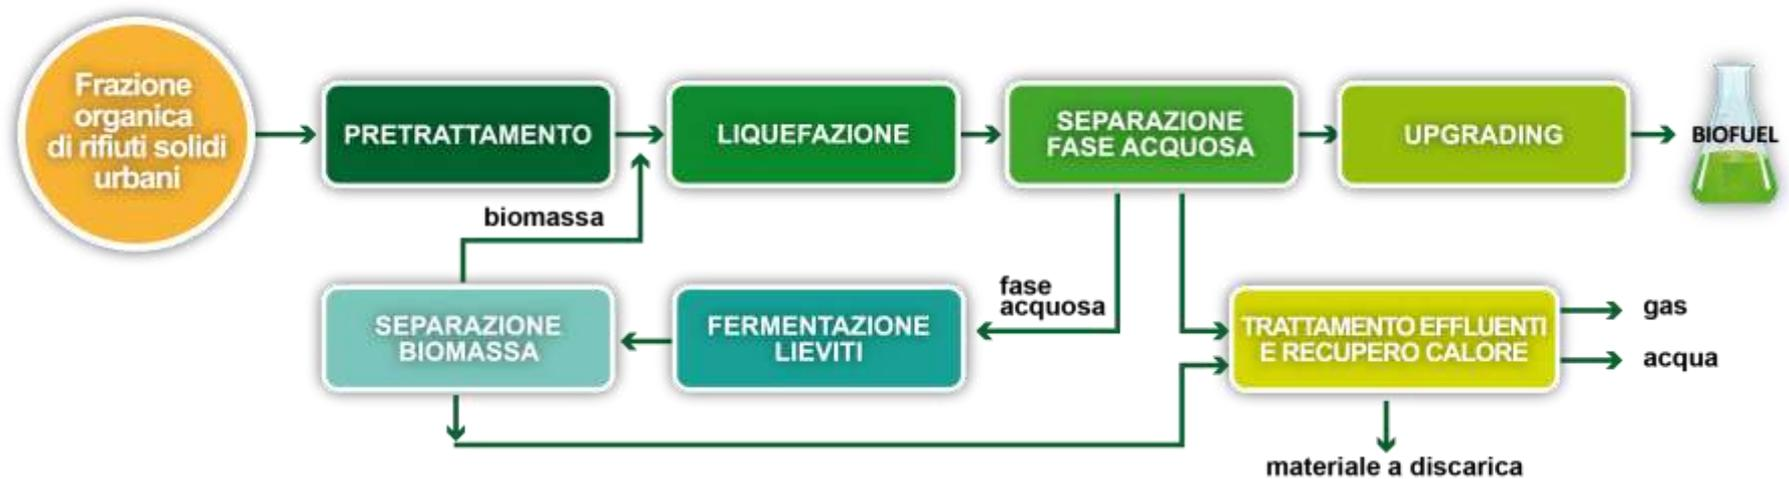 Frazione
organica
di rifiuti solidi
urbani
PRETRATTAMENTO
LIQUEFAZIONE
SEPARAZIONE
FASE ACQUOSA
UPGRADING
BIOFUEL
biomassa
SEPARAZIONE
BIOMASSA
FERMENTAZIONE
LIEVITI
fase
acquosa
TRATTAMENTO EFFLUENTI
E RECUPERO CALORE
gas
acqua
materiale a discarica